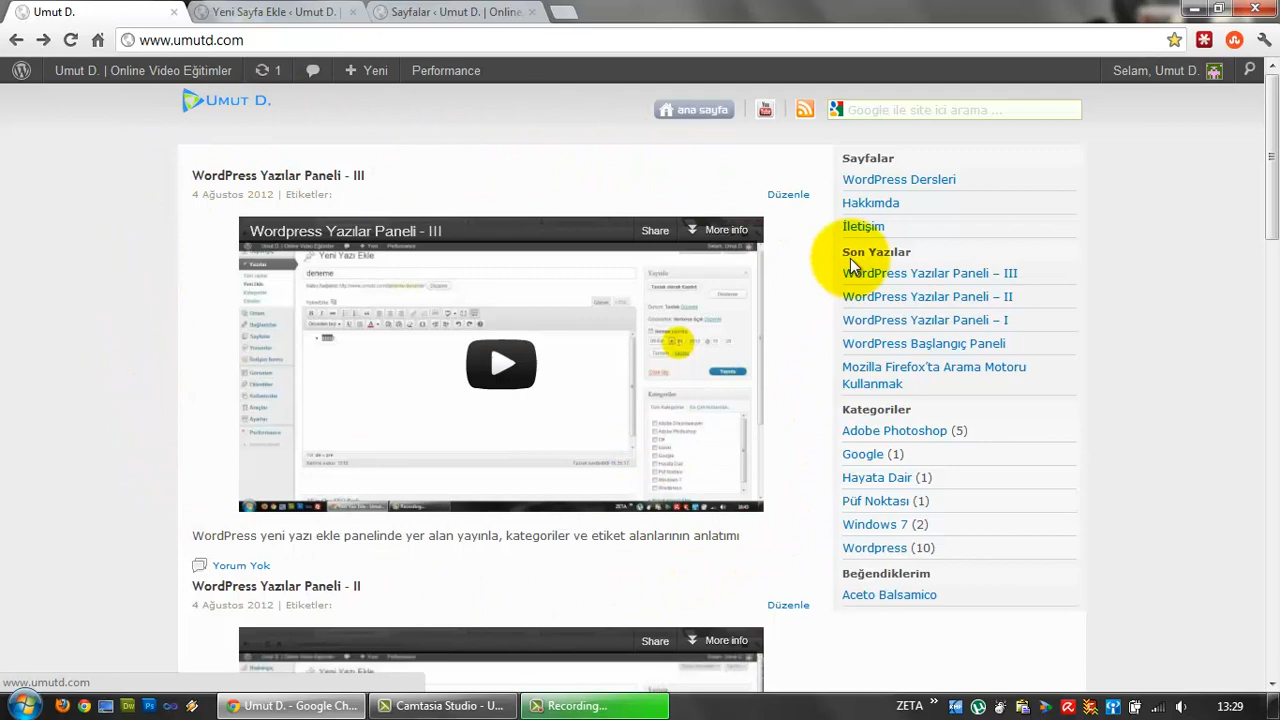 Umut D.
Yeni Sayfa Ekle ‹ Umut D. |
Sayfalar ‹ Umut D. | Online
www.umutd.com
Umut D. | Online Video Eğitimler
1
Yeni
Performance
Selam, Umut D.
UMUT D.
ana sayfa
You Tube
Google ile site içi arama ...
WordPress Yazılar Paneli - III
4 Ağustos 2012 | Etiketler:
Düzenle
Wordpress Yazılar Paneli - III
Share
More info
Yeni Yazı Ekle
deneme
Yayınla
Kategoriler
WordPress yeni yazı ekle panelinde yer alan yayınla, kategoriler ve etiket alanlarının anlatımı
Yorum Yok
WordPress Yazılar Paneli - II
4 Ağustos 2012 | Etiketler:
Düzenle
Share
More info
Yeni Yazı Ekle
Sayfalar
WordPress Dersleri
Hakkımda
İletişim
Son Yazılar
WordPress Yazılar Paneli – III
WordPress Yazılar Paneli – II
WordPress Yazılar Paneli – I
WordPress Başlangıç Paneli
Mozilla Firefox’ta Arama Motoru
Kullanmak
Kategoriler
Adobe Photoshop (5)
Google (1)
Hayata Dair (1)
Püf Noktası (1)
Windows 7 (2)
Wordpress (10)
Beğendiklerim
Aceto Balsamico
www.umutd.com
Umut D. - Google Ch...
Camtasia Studio - U...
Recording...
ZETA
13:29